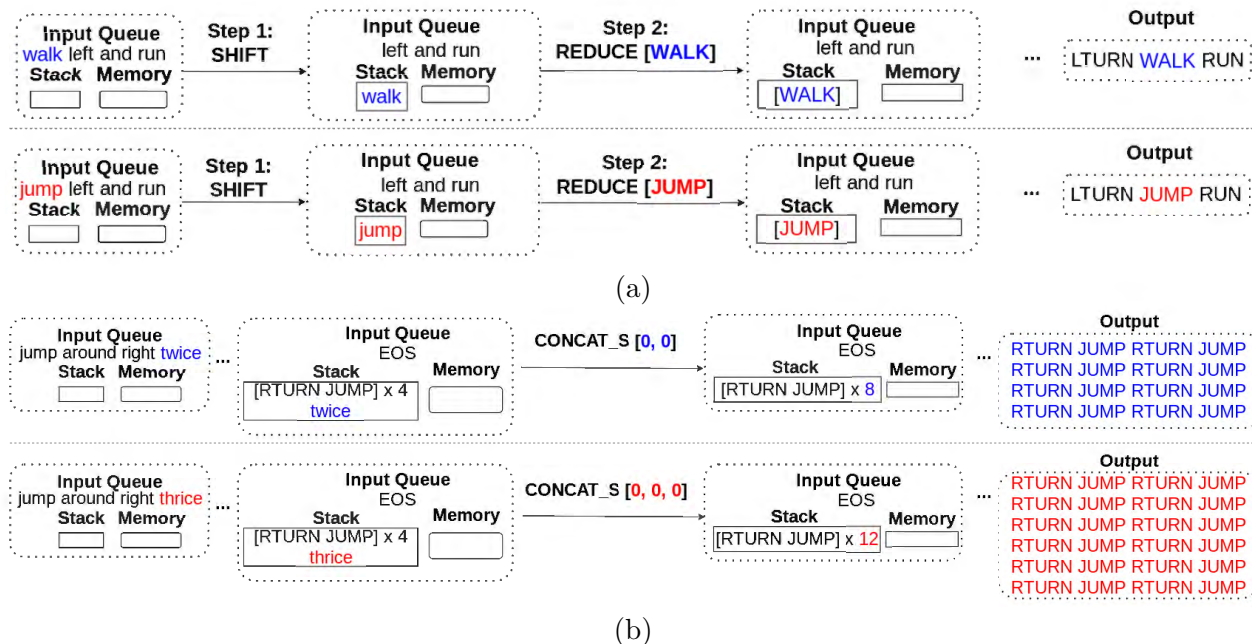 Input Queue
walk left and run
Stack Memory
Step 1:
SHIFT
Input Queue
left and run
Stack Memory
walk
Step 2:
REDUCE [WALK]
Input Queue
left and run
Stack Memory
[WALK]
...
Output
LTURN WALK RUN
Input Queue
jump left and run
Stack Memory
Step 1:
SHIFT
Input Queue
left and run
Stack Memory
jump
Step 2:
REDUCE [JUMP]
Input Queue
left and run
Stack Memory
[JUMP]
...
Output
LTURN JUMP RUN
(a)
Input Queue
jump around right twice
Stack Memory
...
Input Queue
EOS
Stack Memory
[RTURN JUMP] x 4
twice
CONCAT_S [0, 0]
Input Queue
EOS
Stack Memory
[RTURN JUMP] x 8
...
Output
RTURN JUMP RTURN JUMP
RTURN JUMP RTURN JUMP
RTURN JUMP RTURN JUMP
RTURN JUMP RTURN JUMP
Input Queue
jump around right thrice
Stack Memory
...
Input Queue
EOS
Stack Memory
[RTURN JUMP] x 4
thrice
CONCAT_S [0, 0, 0]
Input Queue
EOS
Stack Memory
[RTURN JUMP] x 12
...
Output
RTURN JUMP RTURN JUMP
RTURN JUMP RTURN JUMP
RTURN JUMP RTURN JUMP
RTURN JUMP RTURN JUMP
RTURN JUMP RTURN JUMP
RTURN JUMP RTURN JUMP
(b)